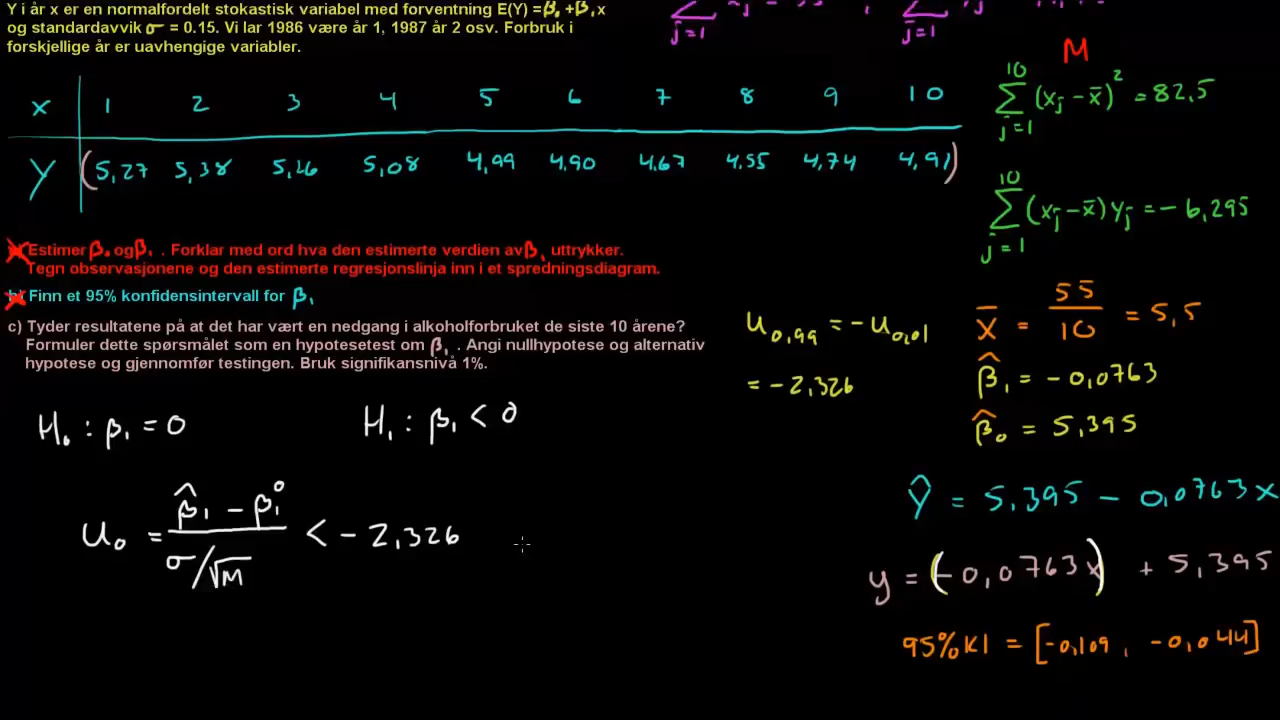 Y i år x er en normalfordelt stokastisk variabel med forventning E(Y) = β₀ + β₁x
og standardavvik σ = 0.15. Vi lar 1986 være år 1, 1987 år 2 osv. Forbruk i
forskjellige år er uavhengige variabler.
j=1 j=1
x 1 2 3 4 5 6 7 8 9 10
Y (5,27 5,38 5,26 5,08 4,99 4,90 4,67 4,55 4,74 4,91)
M
10
∑ (xⱼ - x̄)² = 82,5
j=1
10
∑ (xⱼ - x̄) Yⱼ = - 6,295
j=1
Estimer β₀ og β₁ . Forklar med ord hva den estimerte verdien av β₁ uttrykker.
Tegn observasjonene og den estimerte regresjonslinja inn i et spredningsdiagram.
b) Finn et 95% konfidensintervall for β₁
c) Tyder resultatene på at det har vært en nedgang i alkoholforbruket de siste 10 årene?
Formuler dette spørsmålet som en hypotesetest om β₁ . Angi nullhypotese og alternativ
hypotese og gjennomfør testingen. Bruk signifikansnivå 1%.
H₀ : β₁ = 0 H₁ : β₁ < 0
U₀ = (β̂₁ - β₁⁰) / (σ/√M) < - 2,326
U₀,₉₉ = - U₀,₀₁
= - 2,326
X̄ = 55/10 = 5,5
β̂₁ = - 0,0763
β̂₀ = 5,395
Ŷ = 5,395 - 0,0763x
y = (- 0,0763x) + 5,395
95% KI = [-0,109 , -0,044]